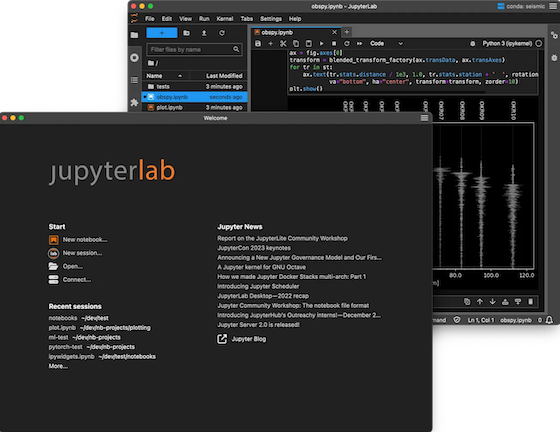 obspy.ipynb - JupyterLab
conda: seismic
File Edit View Run Kernel Tabs Settings Help
obspy.ipynb
Filter files by name
Code
Python 3 (ipykernel)
/
Name Last Modified
tests 3 minutes ago
obspy.ipynb seconds ago
plot.ipynb 3 minutes ago
ax = fig.axes[0]
transform = blended_transform_factory(ax.transData, ax.transAxes)
for tr in st:
ax.text(tr.stats.distance / 1e3, 1.0, tr.stats.station + ' ', rotation
va="bottom", ha="center", transform=transform, zorder=10)
plt.show()
OKR07
OKR08
OKR09
OKR10
80.0 100.0 120.0
m]
mmand
Ln 1, Col 1 obspy.ipynb 0
Welcome
jupyterlab
Start
New notebook...
New session...
Open...
Connect...
Recent sessions
notebooks ~/dev/test
plot.ipynb ~/dev/nb-projects/plotting
ml-test ~/dev/nb-projects
pytorch-test ~/dev/nb-projects
ipywidgets.ipynb ~/dev/test/notebooks
More...
Jupyter News
Report on the JupyterLite Community Workshop
JupyterCon 2023 keynotes
Announcing a New Jupyter Governance Model and Our Firs...
A Jupyter kernel for GNU Octave
How we made Jupyter Docker Stacks multi-arch: Part 1
Introducing Jupyter Scheduler
JupyterLab Desktop—2022 recap
Jupyter Community Workshop: The notebook file format
Introducing JupyterHub's Outreachy interns!—December 2...
Jupyter Server 2.0 is released!
Jupyter Blog